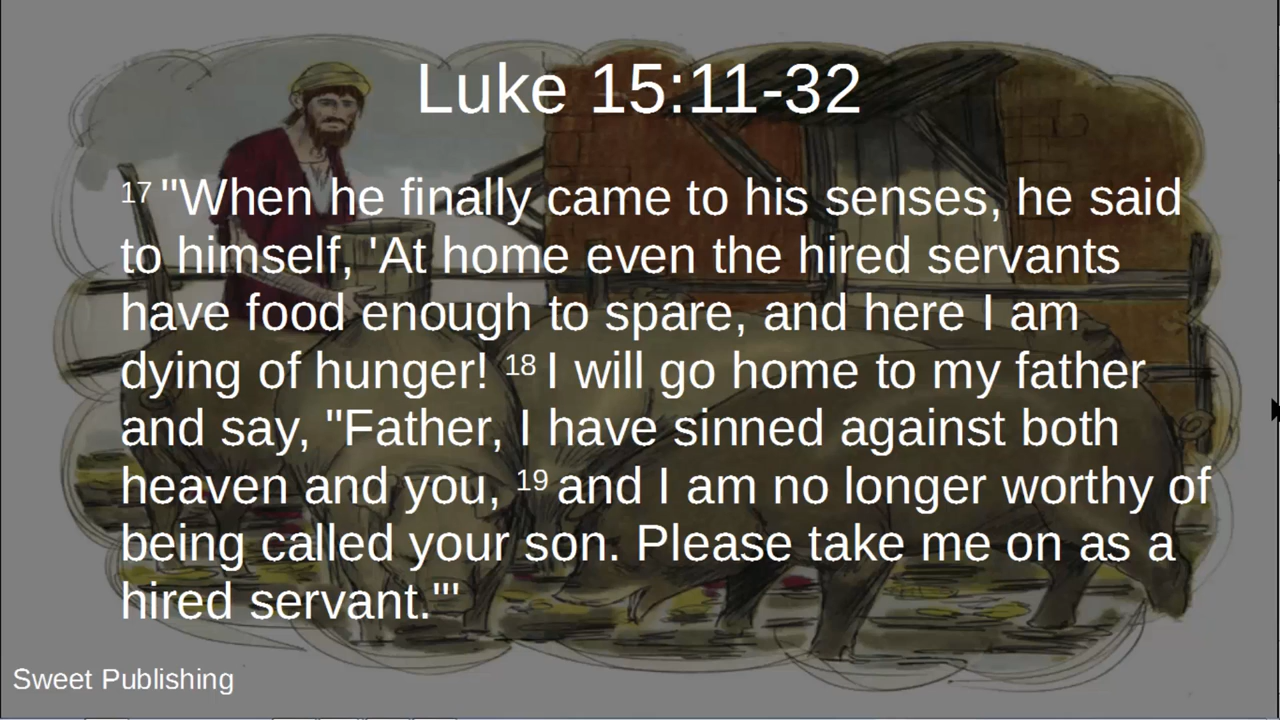 Luke 15:11-32
17 "When he finally came to his senses, he said
to himself, 'At home even the hired servants
have food enough to spare, and here I am
dying of hunger! 18 I will go home to my father
and say, "Father, I have sinned against both
heaven and you, 19 and I am no longer worthy of
being called your son. Please take me on as a
hired servant."'"
Sweet Publishing